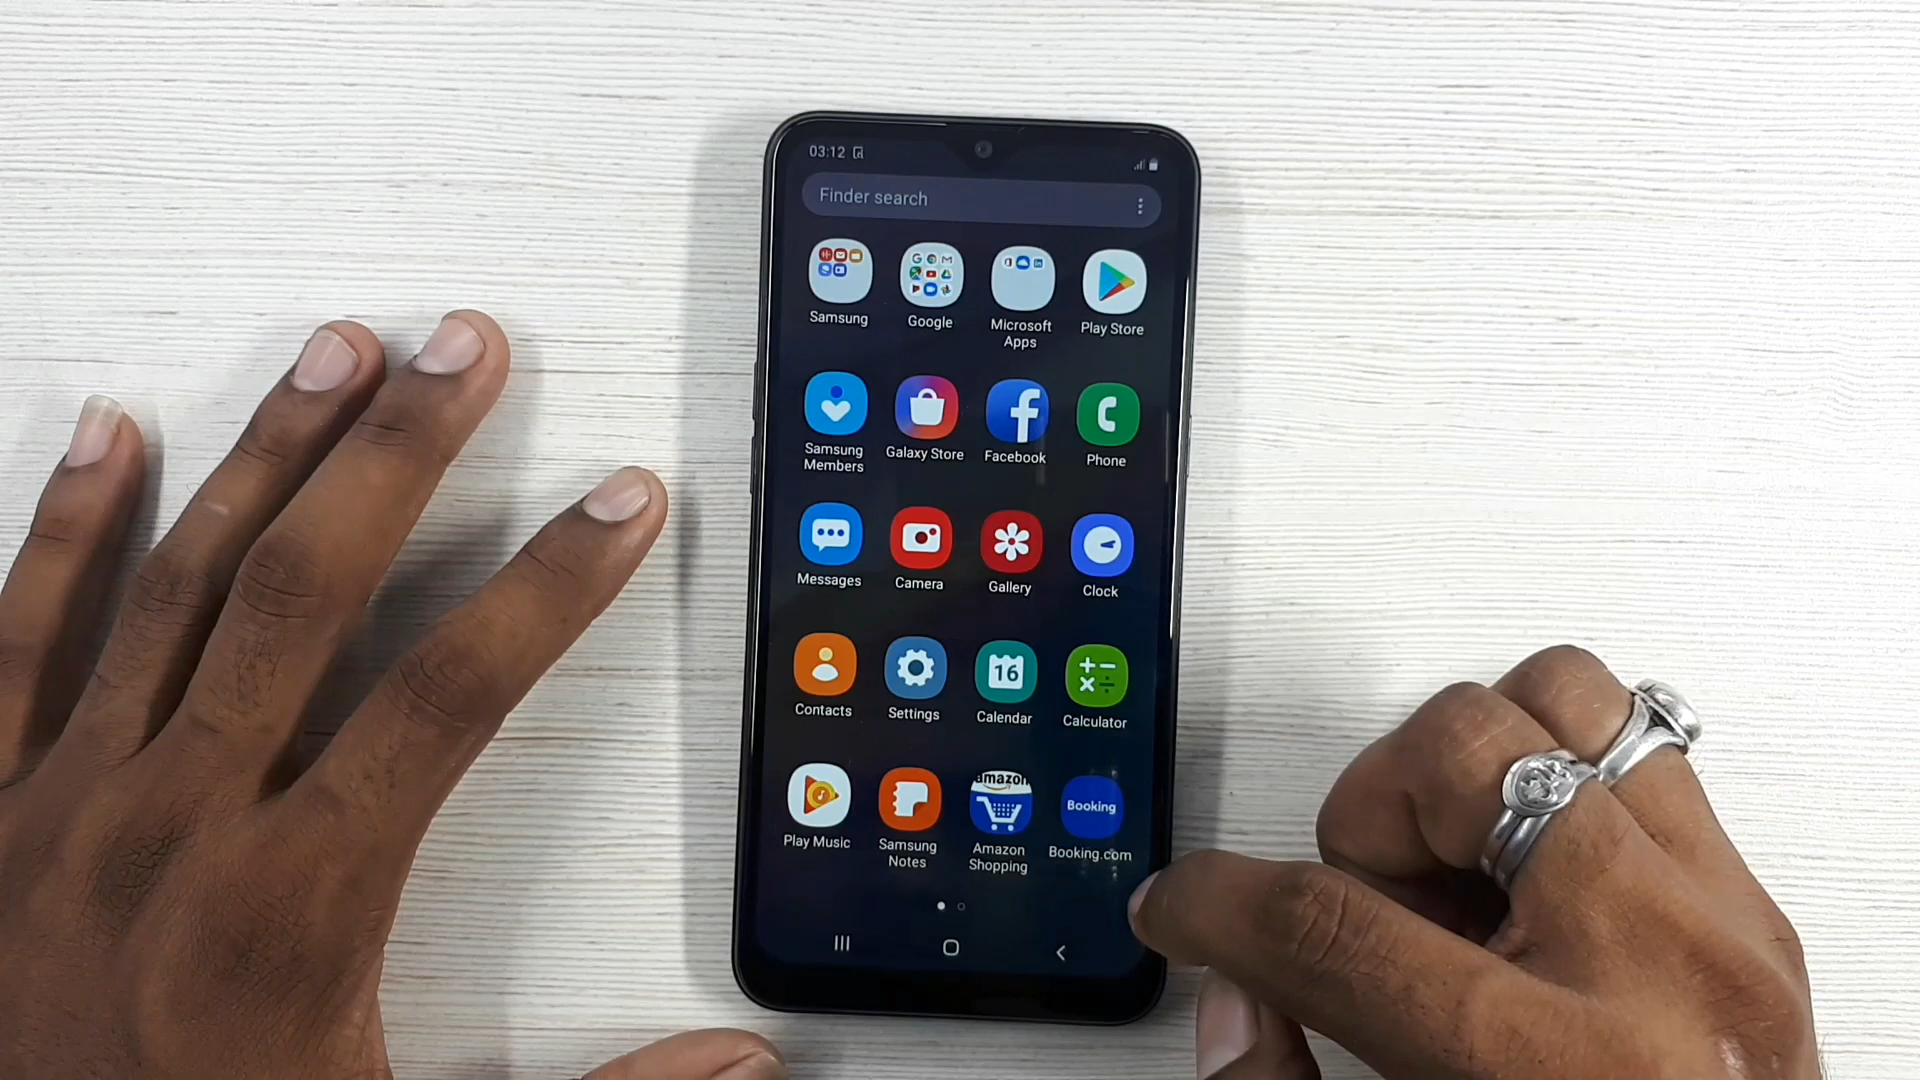 03:12
Finder search
Samsung
Google
Microsoft
Apps
Play Store
Samsung
Members
Galaxy Store
Facebook
Phone
Messages
Camera
Gallery
Clock
Contacts
Settings
16
Calendar
Calculator
Play Music
Samsung
Notes
amazon
Amazon
Shopping
Booking
Booking.com